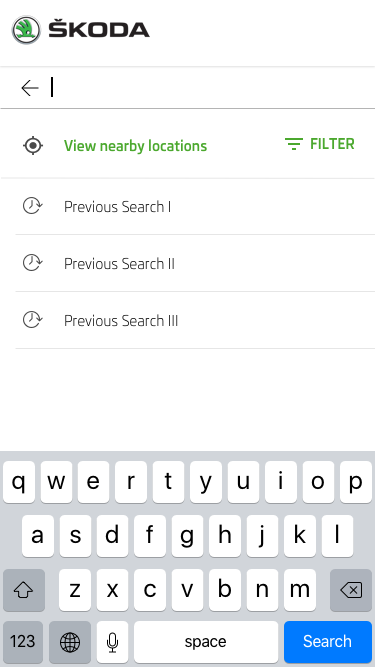 ŠKODA
View nearby locations FILTER
Previous Search I
Previous Search II
Previous Search III
q w e r t y u i o p
a s d f g h j k l
z x c v b n m
123 space Search